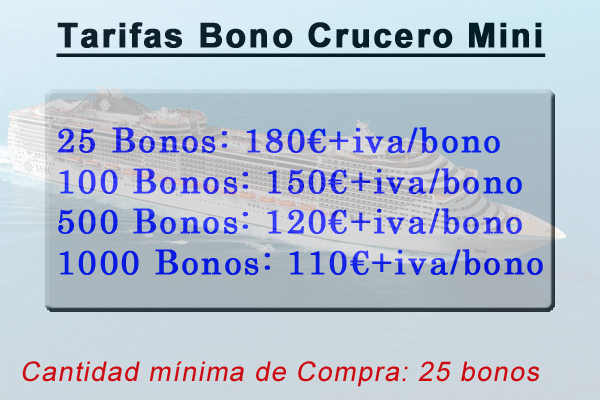 Tarifas Bono Crucero Mini
25 Bonos: 180€+iva/bono
100 Bonos: 150€+iva/bono
500 Bonos: 120€+iva/bono
1000 Bonos: 110€+iva/bono
Cantidad mínima de Compra: 25 bonos